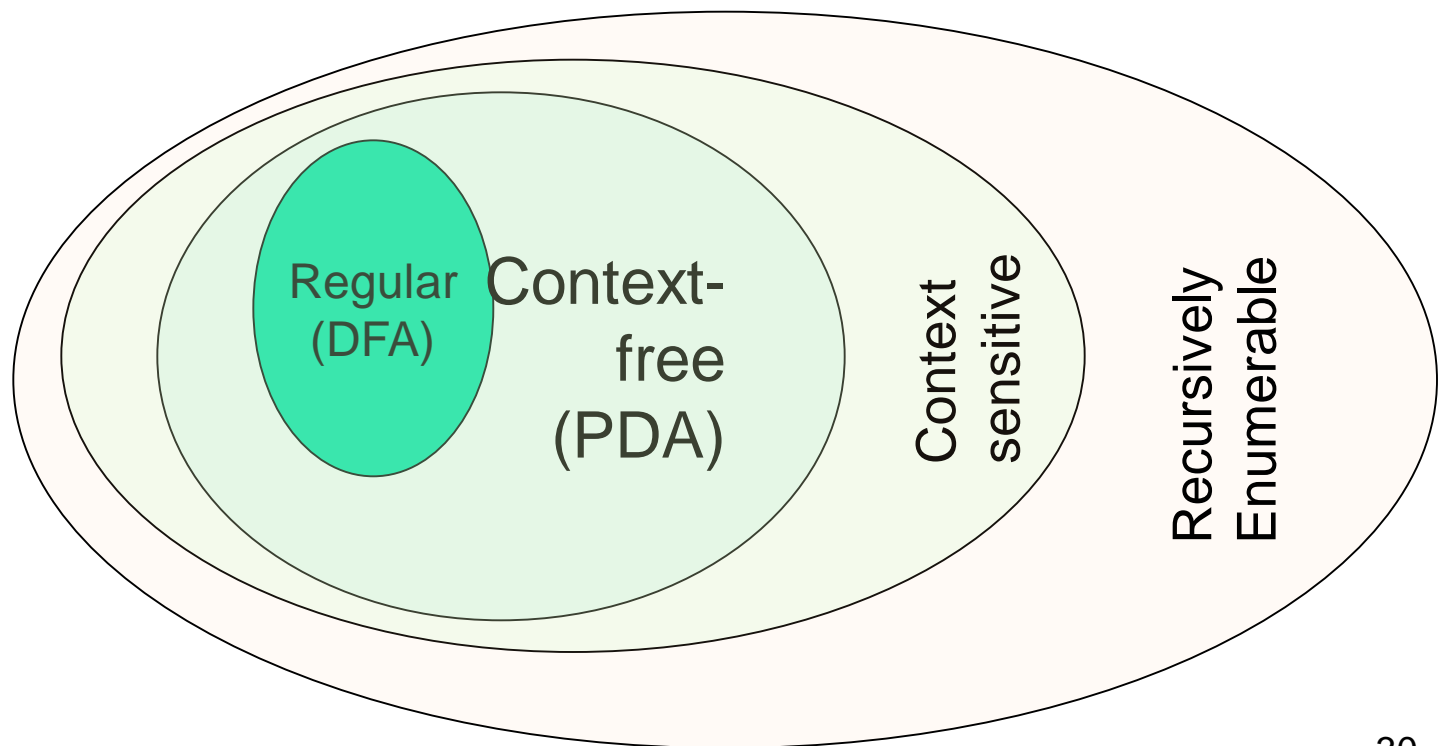 Regular
(DFA)
Context-
free
(PDA)
Context
sensitive
Recursively
Enumerable